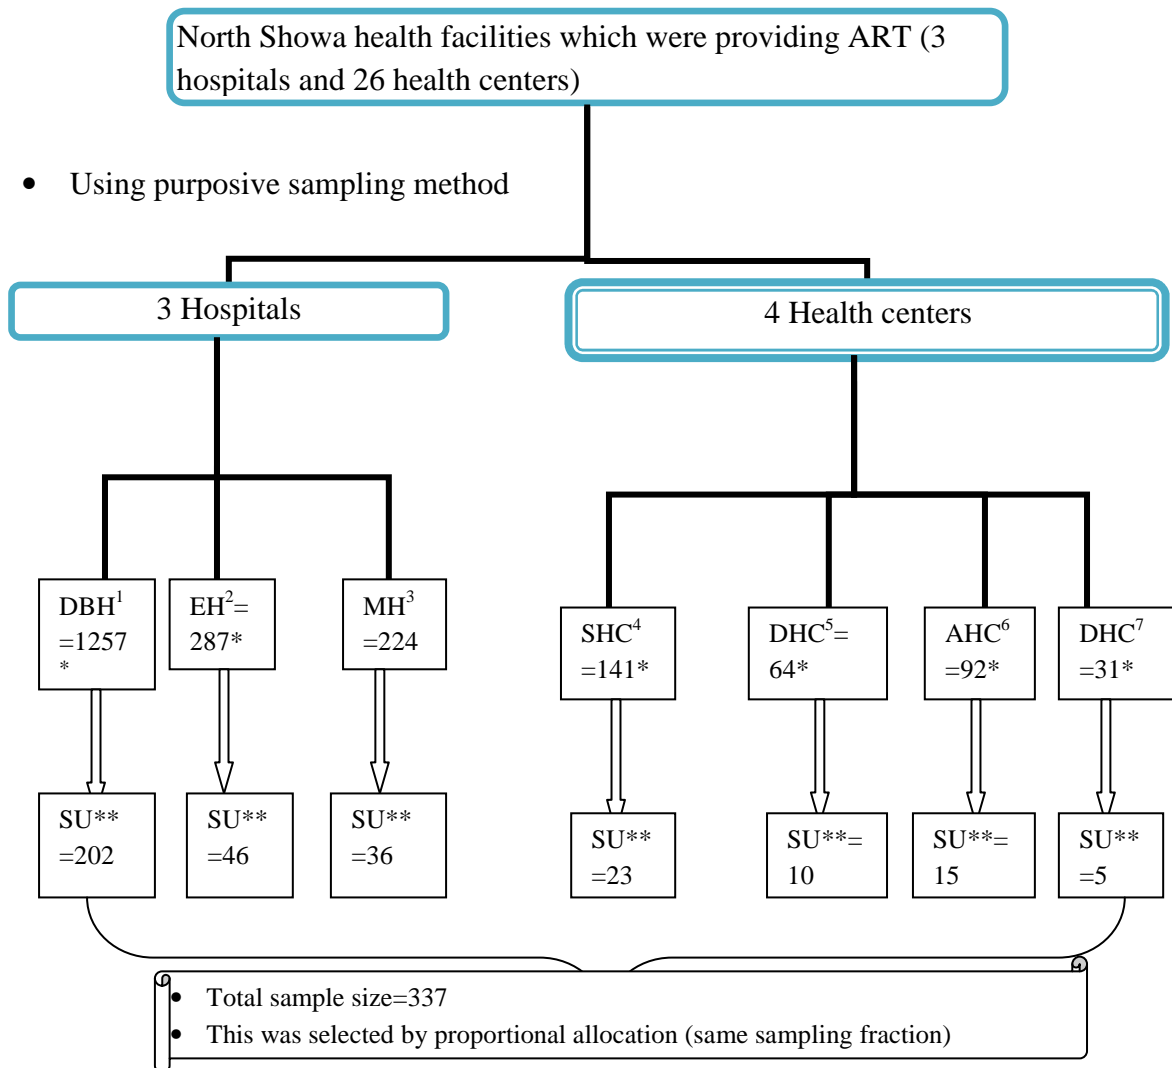 North Showa health facilities which were providing ART (3
hospitals and 26 health centers)
• Using purposive sampling method
3 Hospitals
4 Health centers
DBH¹
=1257
*
EH²=
287*
MH³
=224
SHC⁴
=141*
DHC⁵=
64*
AHC⁶
=92*
DHC⁷
=31*
SU**
=202
SU**
=46
SU**
=36
SU**
=23
SU**=
10
SU**=
15
SU**
=5
• Total sample size=337
• This was selected by proportional allocation (same sampling fraction)